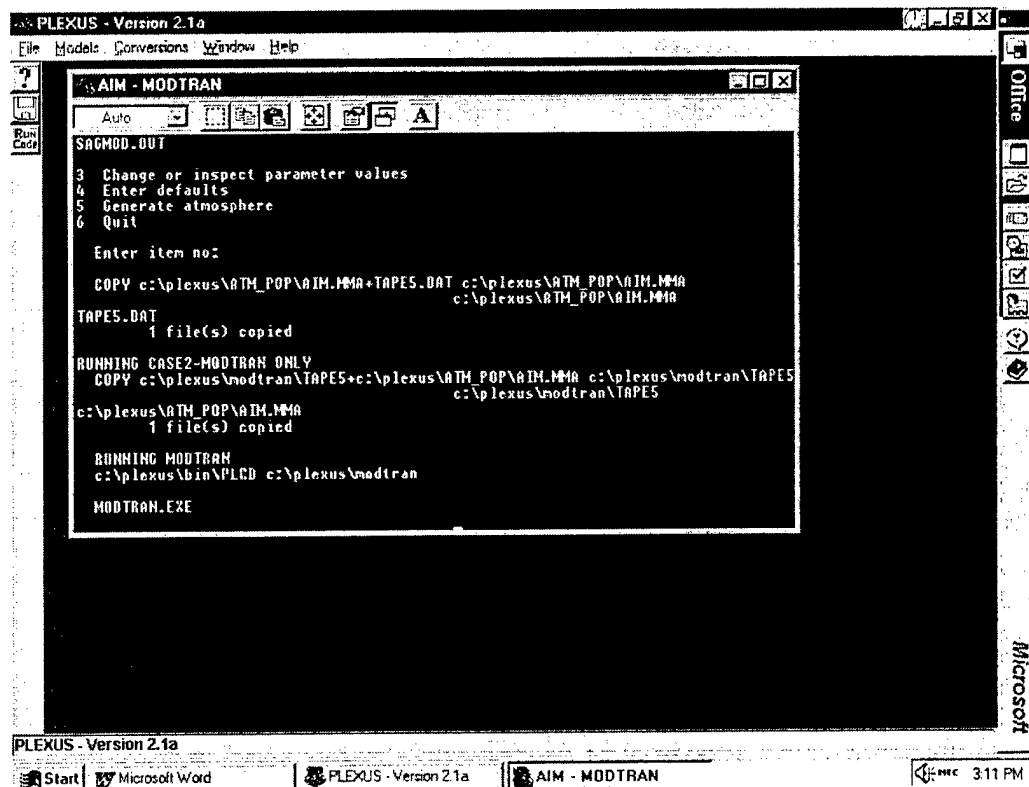 PLEXUS - Version 2.1a
File Models Conversions Window Help
AIM - MODTRAN
Auto
A
Run
Code
SAGMOD.OUT
3 Change or inspect parameter values
4 Enter defaults
5 Generate atmosphere
6 Quit
Enter item no:
COPY c:\plexus\ATM_POP\AIM.MMA+TAPE5.DAT c:\plexus\ATM_POP\AIM.MMA
c:\plexus\ATM_POP\AIM.MMA
TAPE5.DAT
1 file(s) copied
RUNNING CASE2-MODTRAN ONLY
COPY c:\plexus\modtran\TAPE5+c:\plexus\ATM_POP\AIM.MMA c:\plexus\modtran\TAPE5
c:\plexus\modtran\TAPE5
c:\plexus\ATM_POP\AIM.MMA
1 file(s) copied
RUNNING MODTRAN
c:\plexus\bin\PLCD c:\plexus\modtran
MODTRAN.EXE
Office
Microsoft
PLEXUS - Version 2.1a
Start Microsoft Word PLEXUS - Version 2.1a AIM - MODTRAN 3:11 PM